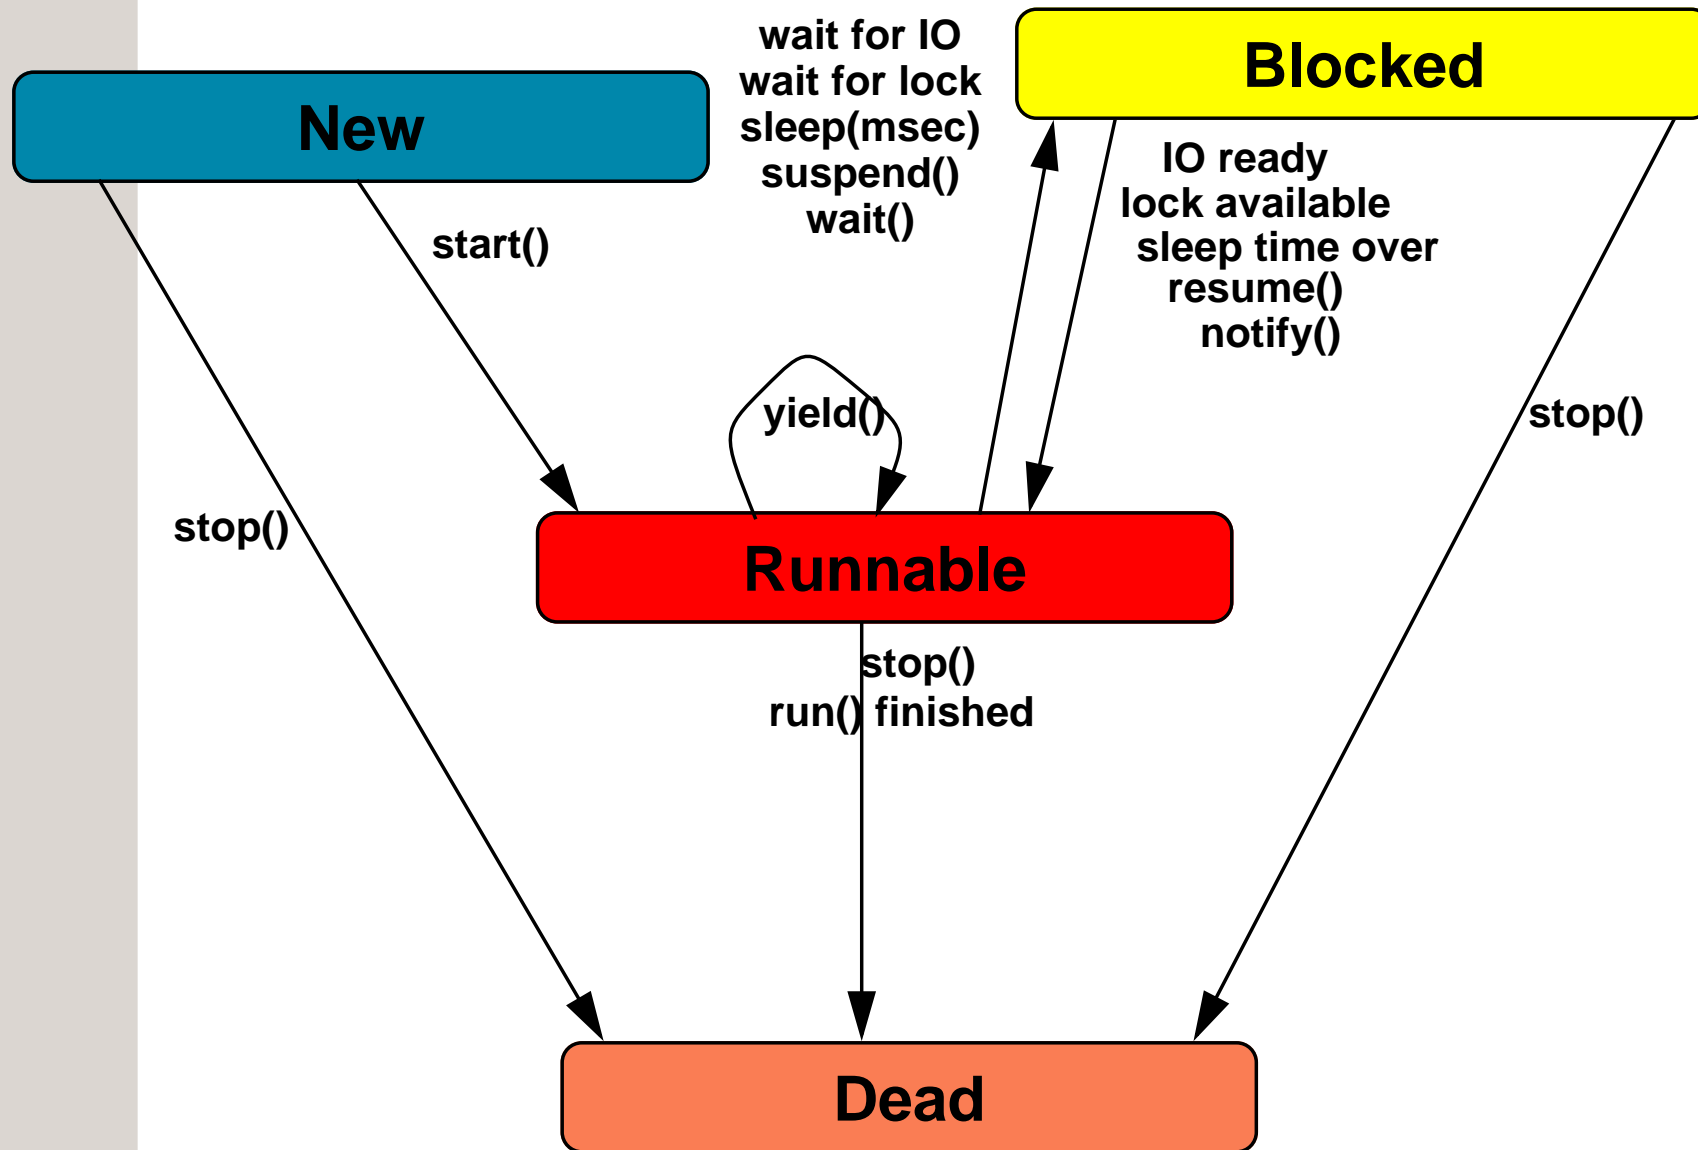 wait for IO
wait for lock
sleep(msec)
suspend()
wait()
Blocked
New
IO ready
lock available
sleep time over
resume()
notify()
start()
yield()
stop()
stop()
Runnable
stop()
run() finished
Dead